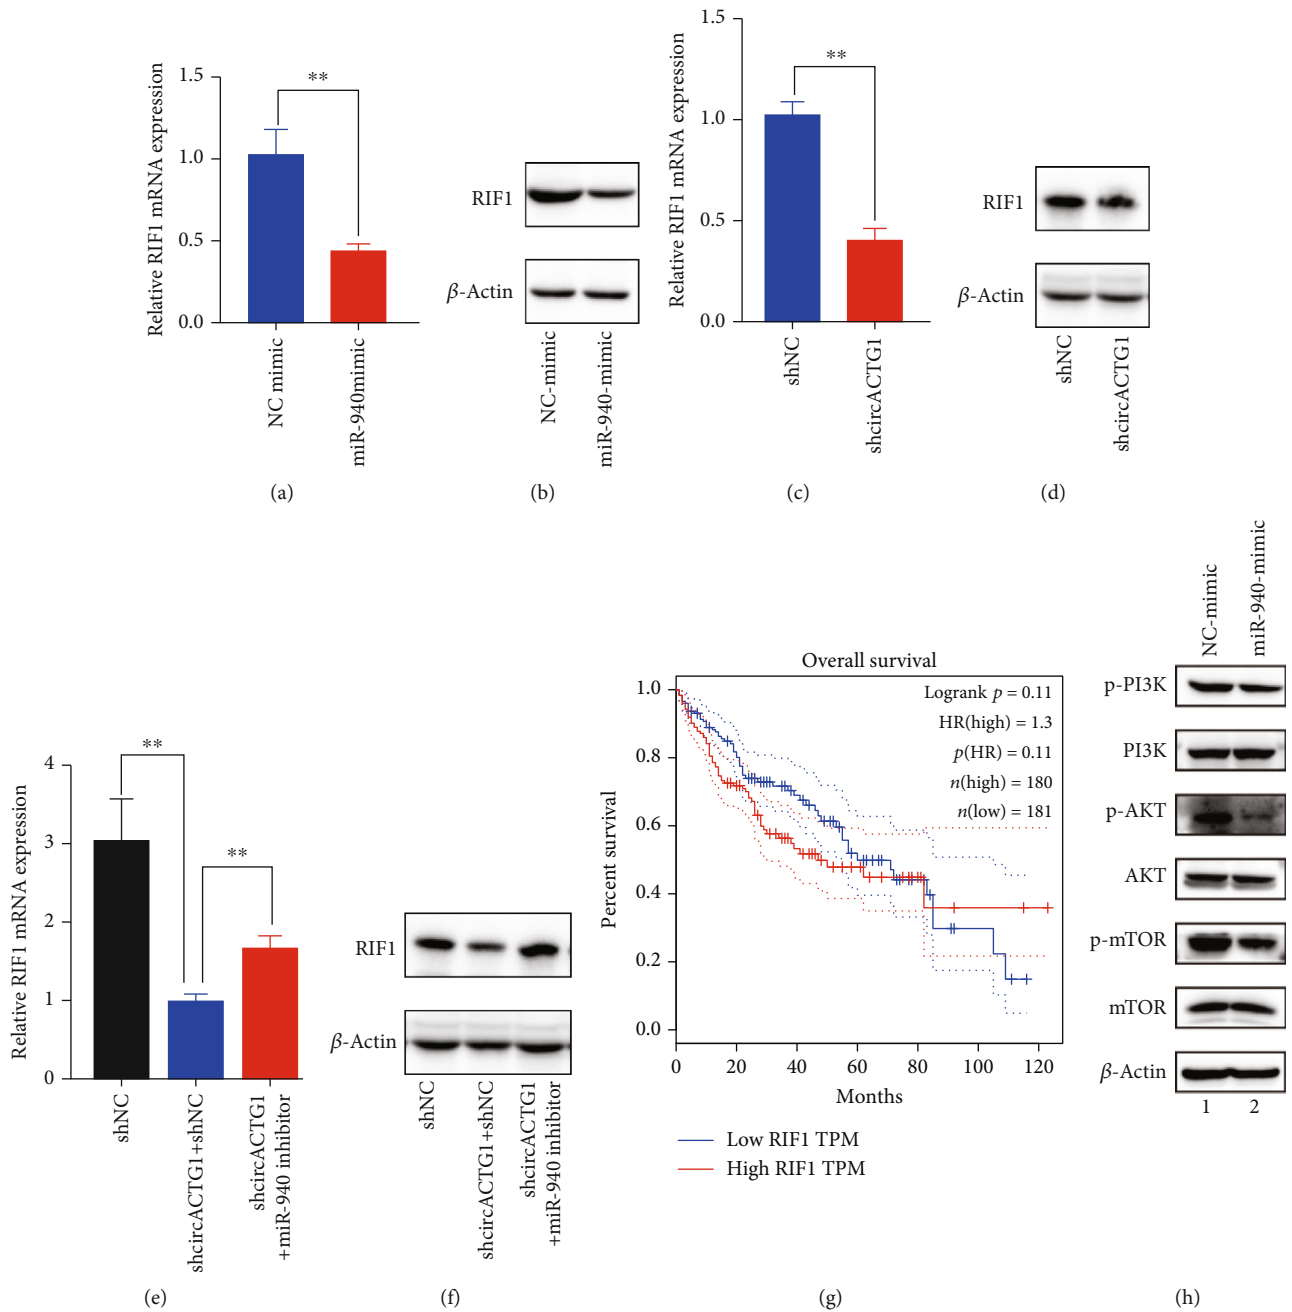 Relative RIF1 mRNA expression
1.5
1.0
0.5
0.0
**
NC mimic
miR-940mimic
(a)
RIF1
β-Actin
NC-mimic
miR-940-mimic
(b)
Relative RIF1 mRNA expression
1.5
1.0
0.5
0.0
**
shNC
shcircACTG1
(c)
RIF1
β-Actin
shNC
shcircACTG1
(d)
Relative RIF1 mRNA expression
4
3
2
1
0
**
**
shNC
shcircACTG1+shNC
shcircACTG1
+miR-940 inhibitor
(e)
RIF1
β-Actin
shNC
shcircACTG1+shNC
shcircACTG1
+miR-940 inhibitor
(f)
Overall survival
Percent survival
1.0
0.8
0.6
0.4
0.2
0.0
Logrank p = 0.11
HR(high) = 1.3
p(HR) = 0.11
n(high) = 180
n(low) = 181
0 20 40 60 80 100 120
Months
Low RIF1 TPM
High RIF1 TPM
(g)
NC-mimic
miR-940-mimic
p-PI3K
PI3K
p-AKT
AKT
p-mTOR
mTOR
β-Actin
1 2
(h)